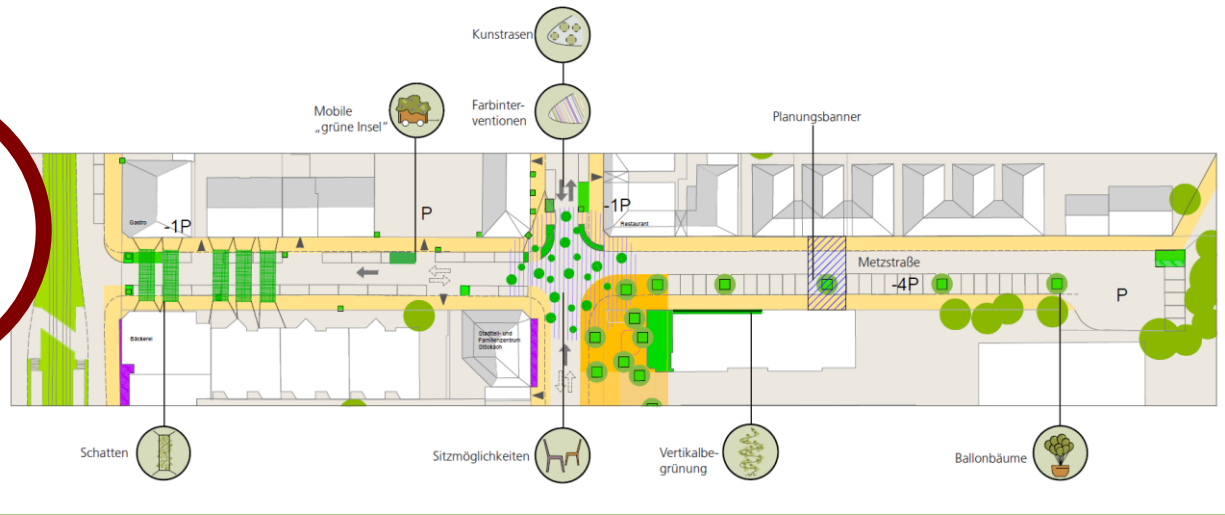 Kunstrasen
Mobile
„grüne Insel"
Farbinter-
ventionen
Planungsbanner
Gastro
-1P
P
-1P
Restaurant
Metzstraße
-4P
P
Bäckerei
Stadtteil- und
Familienzentrum
Stöckach
Schatten
Sitzmöglichkeiten
Vertikalbe-
grünung
Ballonbäume